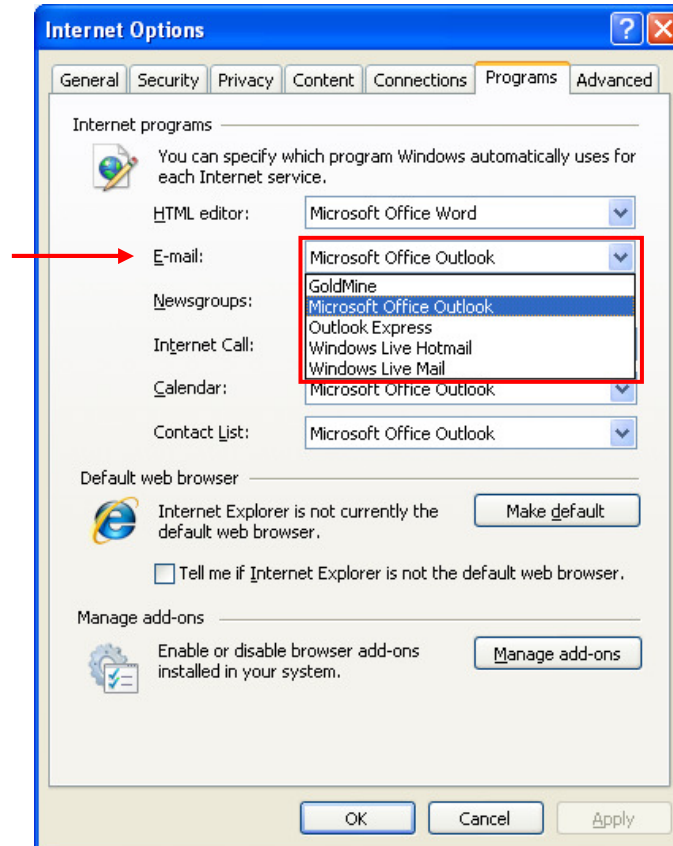 Internet Options
General Security Privacy Content Connections Programs Advanced
Internet programs
You can specify which program Windows automatically uses for
each Internet service.
HTML editor: Microsoft Office Word
E-mail: Microsoft Office Outlook
GoldMine
Newsgroups: Microsoft Office Outlook
Outlook Express
Internet Call: Windows Live Hotmail
Windows Live Mail
Calendar: Microsoft Office Outlook
Contact List: Microsoft Office Outlook
Default web browser
Internet Explorer is not currently the
default web browser.
Make default
Tell me if Internet Explorer is not the default web browser.
Manage add-ons
Enable or disable browser add-ons
installed in your system.
Manage add-ons
OK Cancel Apply